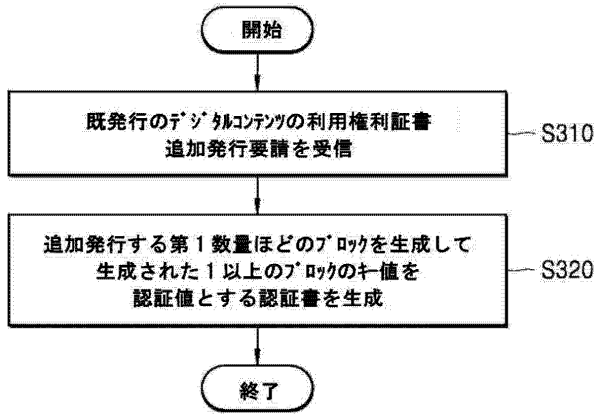 開始
既発行のﾃﾞｼﾞﾀﾙｺﾝﾃﾝﾂの利用権利証書
追加発行要請を受信
S310
追加発行する第1数量ほどのﾌﾞﾛｯｸを生成して
生成された1以上のﾌﾞﾛｯｸのキー値を
認証値とする認証書を生成
S320
終了